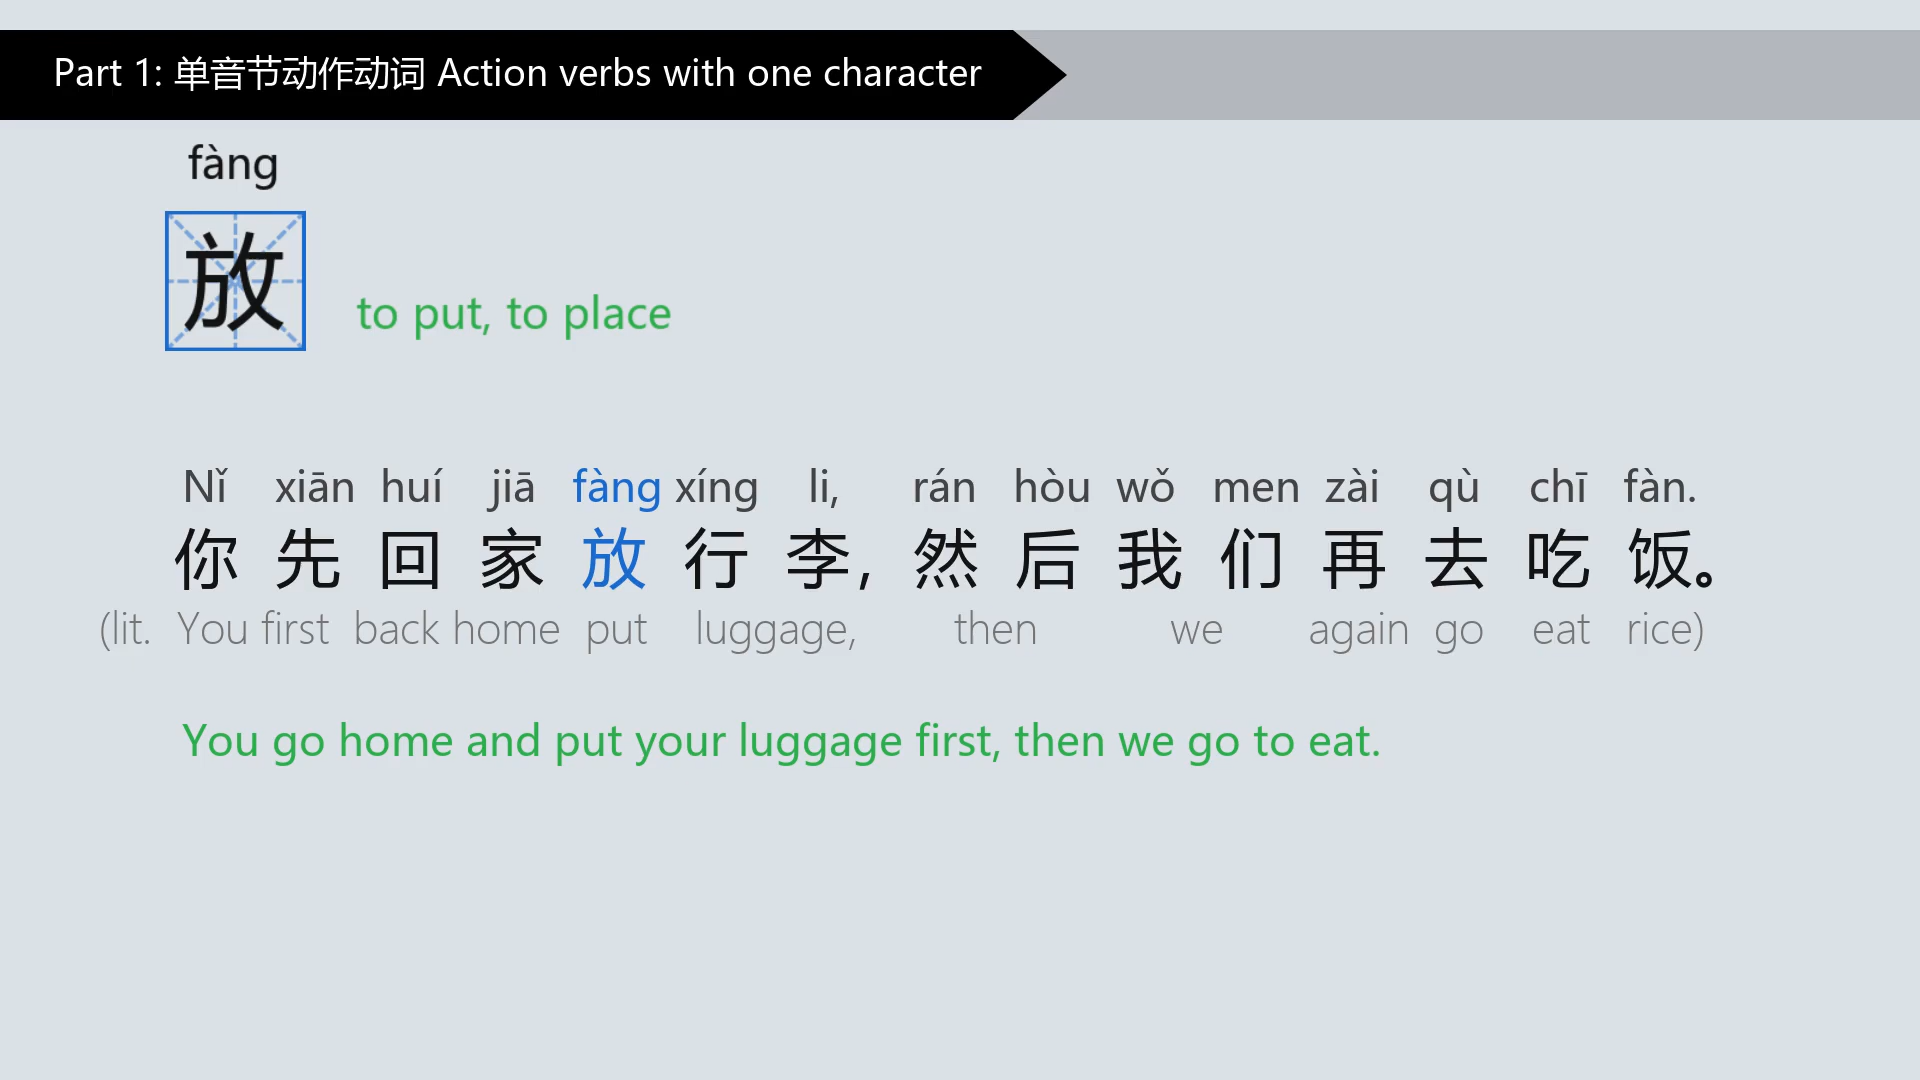 Part 1: 单音节动作动词 Action verbs with one character
fàng
放
to put, to place
Nǐ xiān huí jiā fàng xíng li, rán hòu wǒ men zài qù chī fàn.
你先回家放行李, 然后我们再去吃饭。
(lit. You first back home put luggage, then we again go eat rice)
You go home and put your luggage first, then we go to eat.